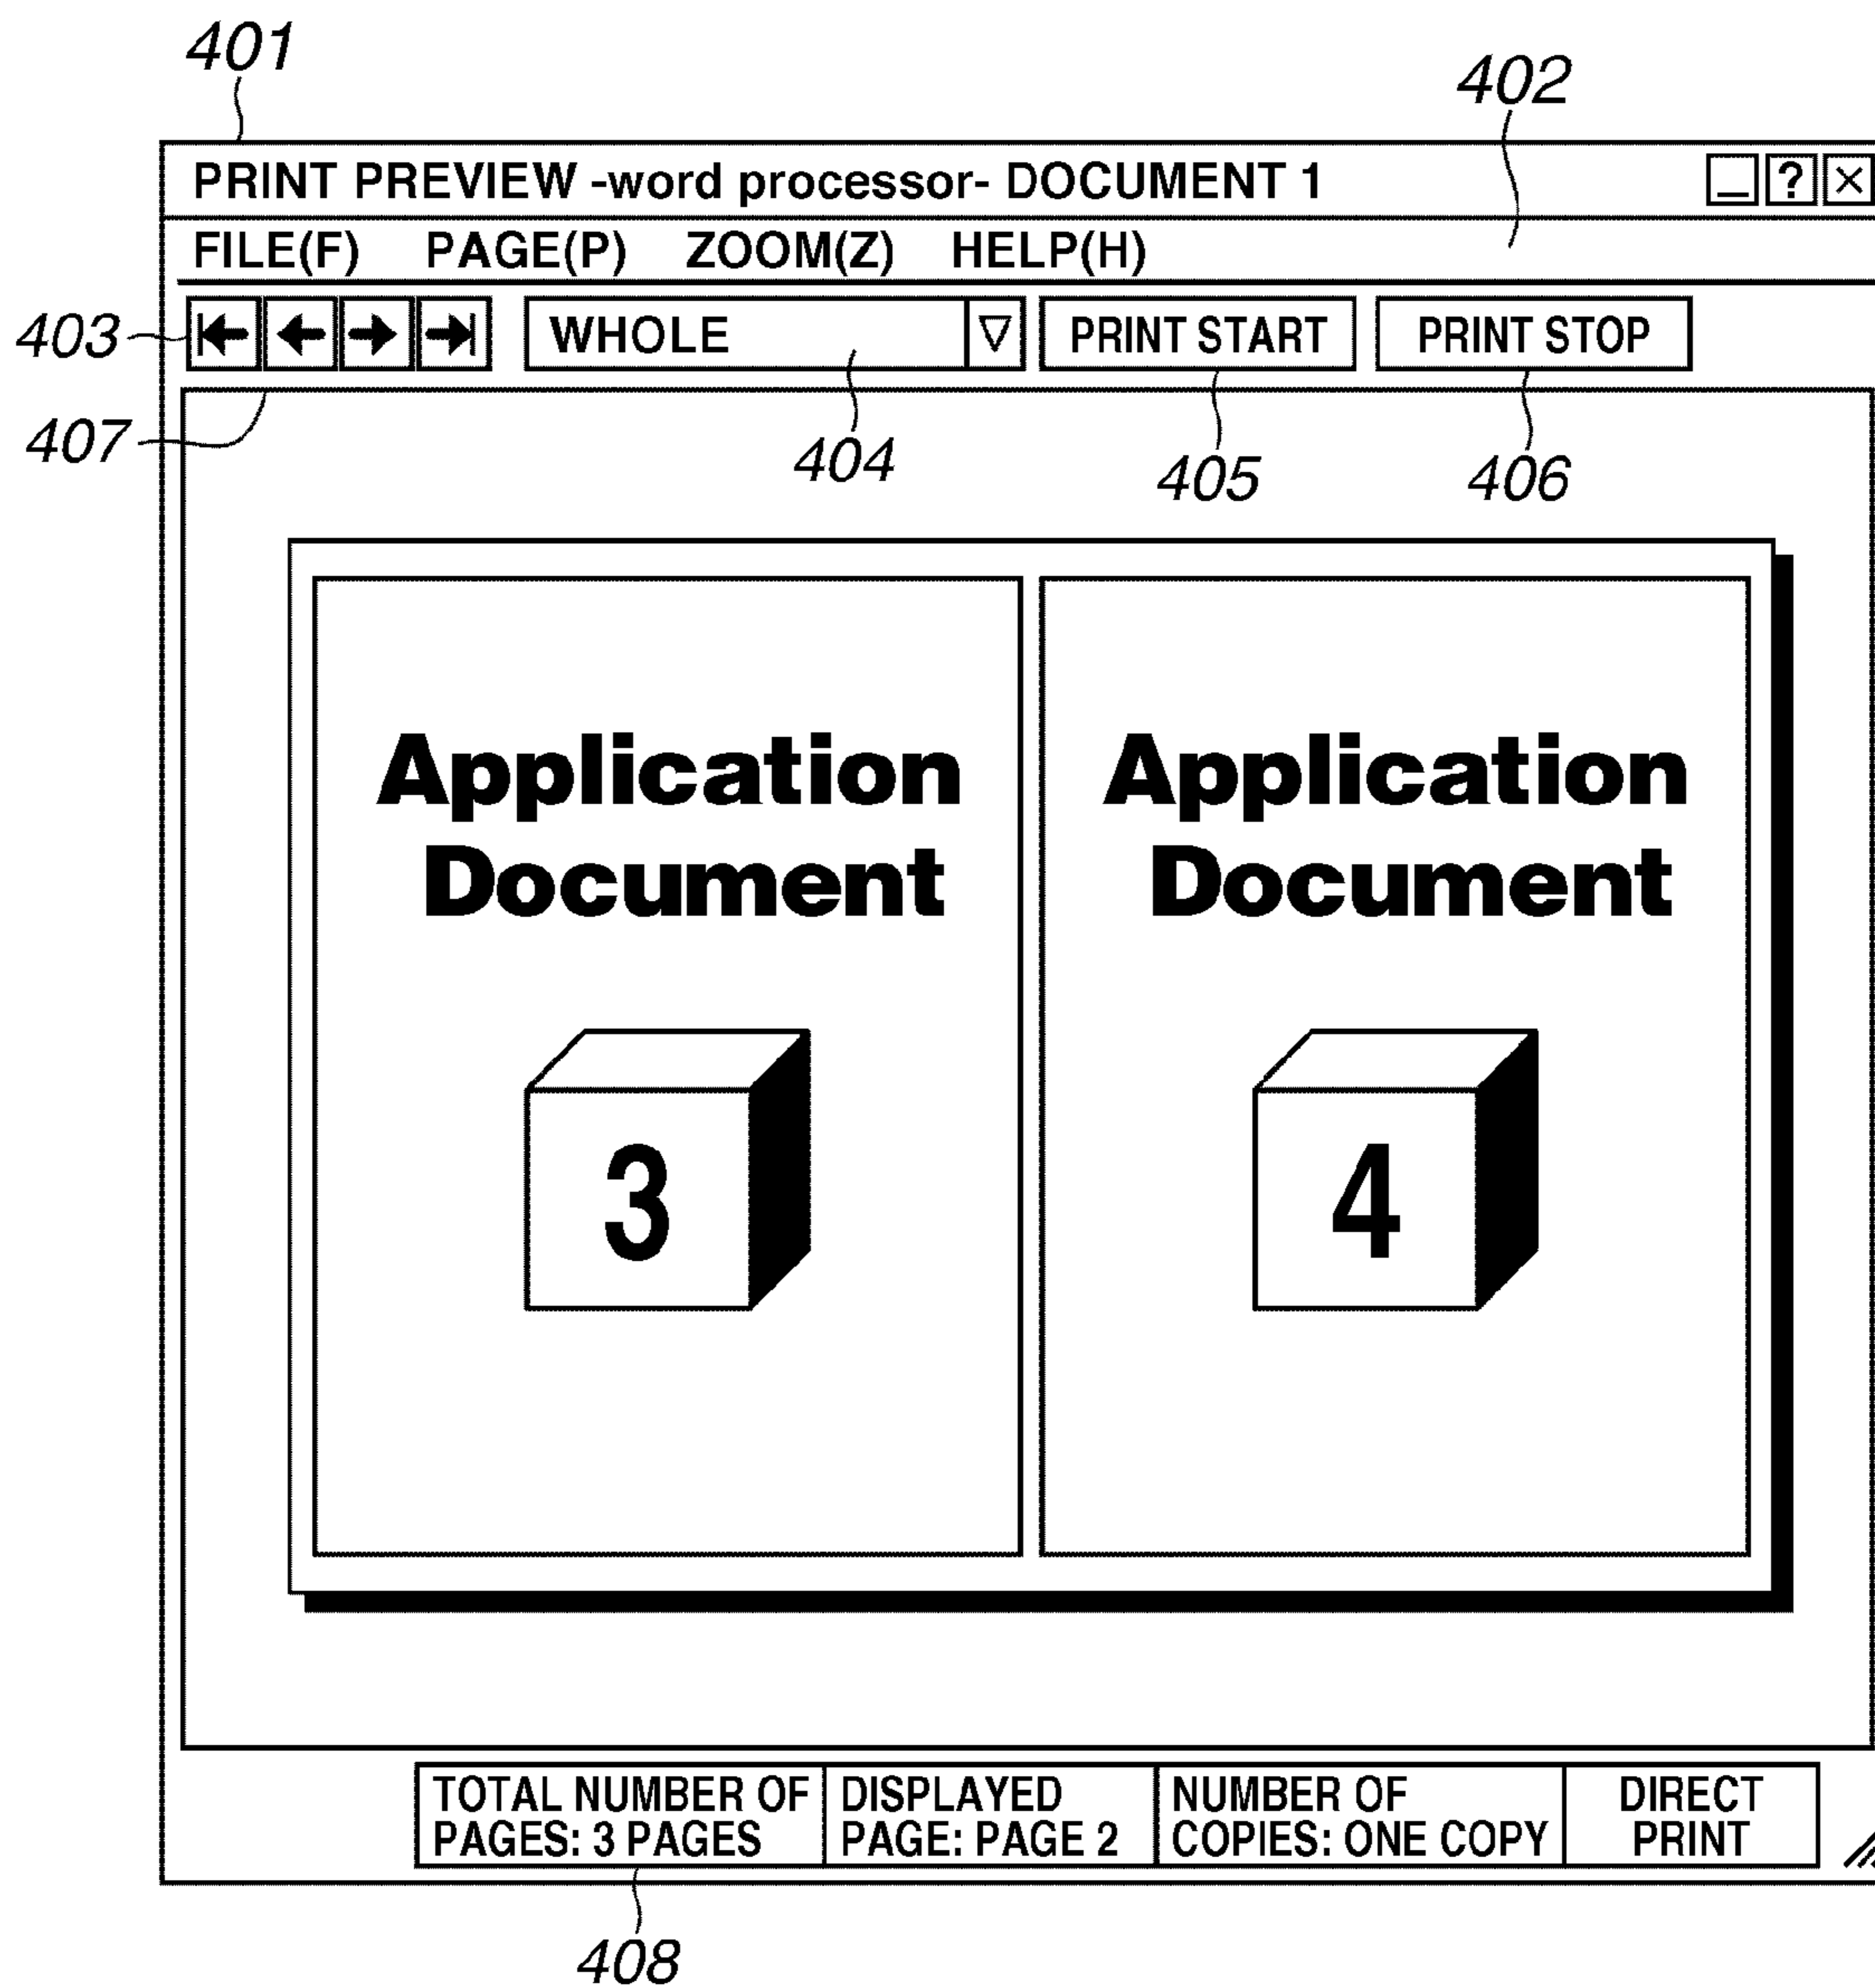 401
402
PRINT PREVIEW -word processor- DOCUMENT 1
FILE(F) PAGE(P) ZOOM(Z) HELP(H)
403
WHOLE
PRINT START
PRINT STOP
407
404
405
406
Application
Document
3
Application
Document
4
TOTAL NUMBER OF
PAGES: 3 PAGES
DISPLAYED
PAGE: PAGE 2
NUMBER OF
COPIES: ONE COPY
DIRECT
PRINT
408